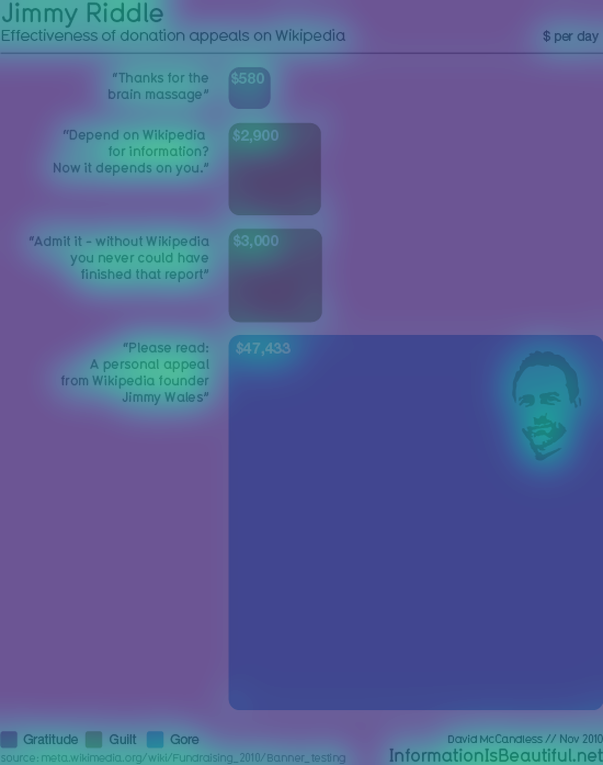 Jimmy Riddle
Effectiveness of donation appeals on Wikipedia
$ per day
"Thanks for the
brain massage"
$580
"Depend on Wikipedia
for information?
Now it depends on you."
$2,900
"Admit it - without Wikipedia
you never could have
finished that report"
$3,000
"Please read:
A personal appeal
from Wikipedia founder
Jimmy Wales"
$47,433
Gratitude
Guilt
Gore
David McCandless // Nov 2010
source: meta.wikimedia.org/wiki/Fundraising_2010/Banner_testing
InformationIsBeautiful.net